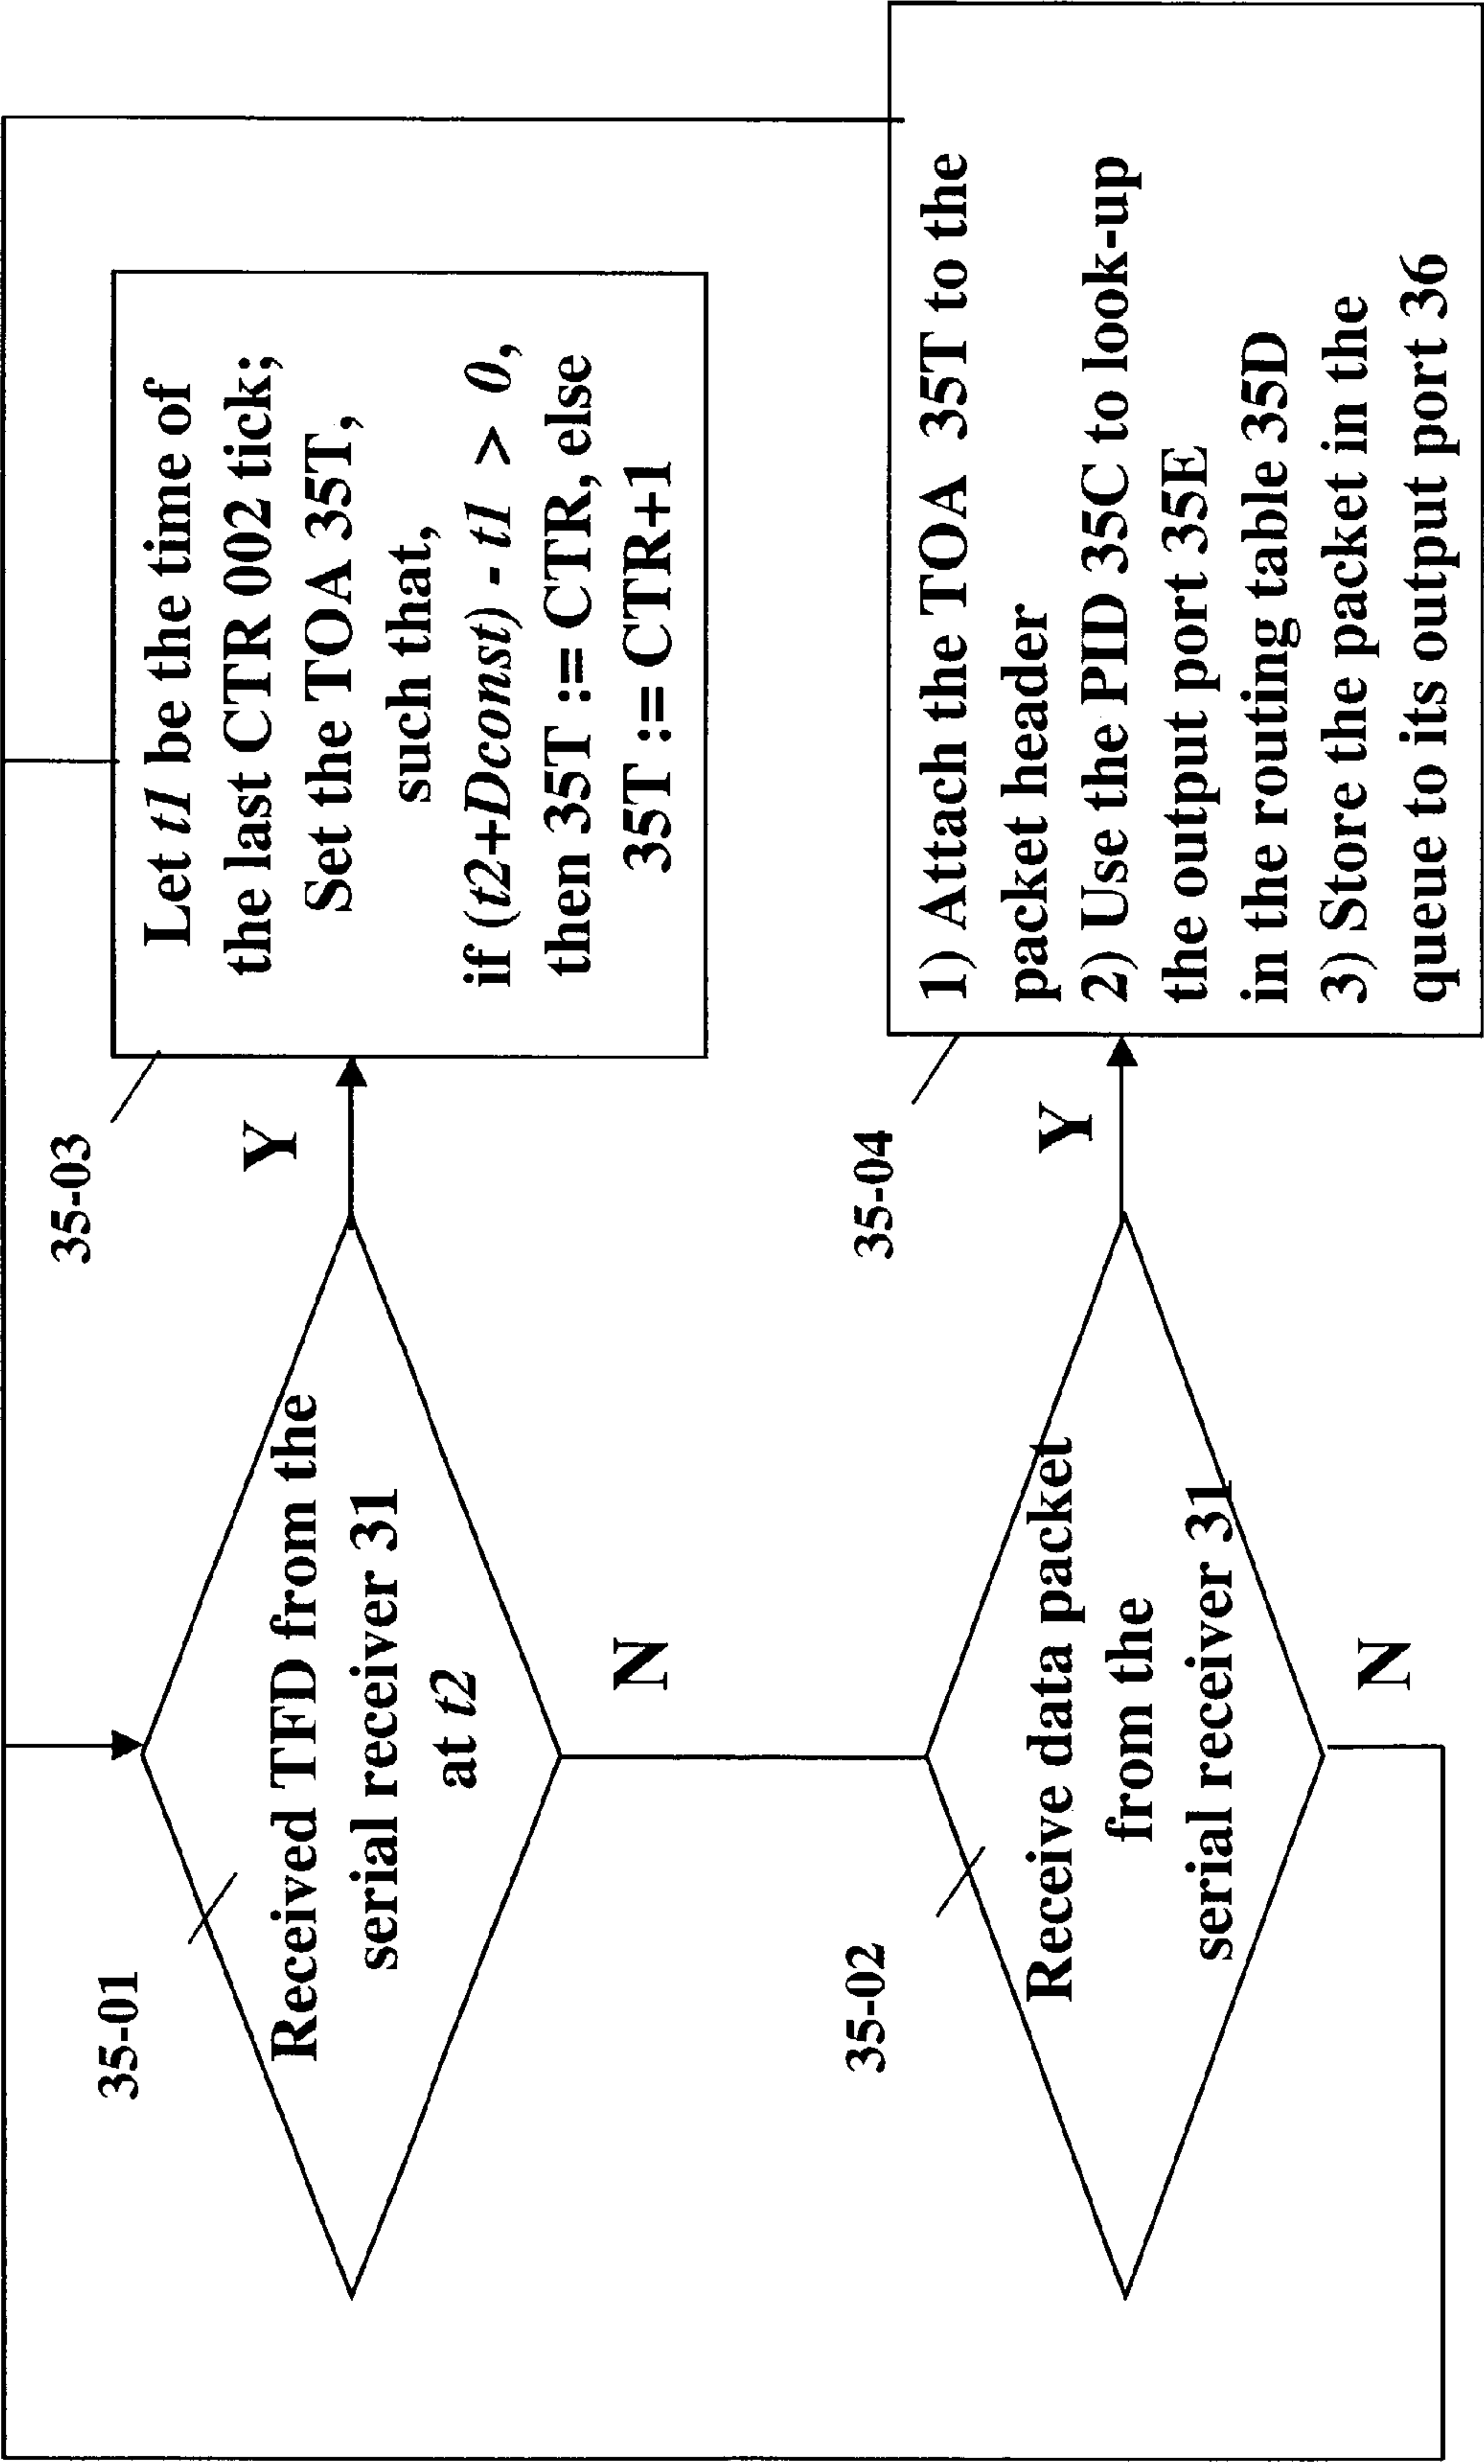 35-01
Received TFD from the
serial receiver 31
at t2
Y
N
35-03
Let t1 be the time of
the last CTR 002 tick;
Set the TOA 35T,
such that,
if (t2+Dconst) - t1 > 0,
then 35T := CTR, else
35T := CTR+1
35-02
Receive data packet
from the
serial receiver 31
Y
N
35-04
1) Attach the TOA 35T to the
packet header
2) Use the PID 35C to look-up
the output port 35E
in the routing table 35D
3) Store the packet in the
queue to its output port 36